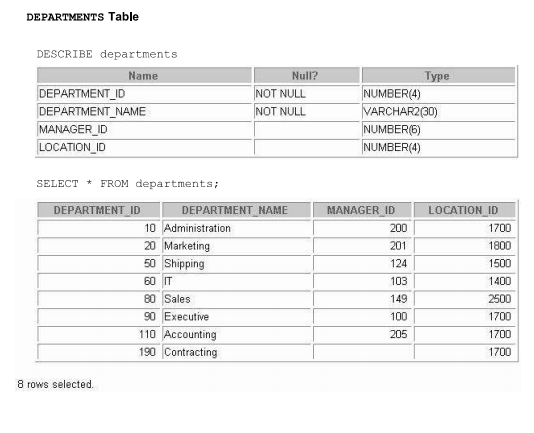 DEPARTMENTS Table
DESCRIBE departments
Name Null? Type
DEPARTMENT_ID NOT NULL NUMBER(4)
DEPARTMENT_NAME NOT NULL VARCHAR2(30)
MANAGER_ID NUMBER(6)
LOCATION_ID NUMBER(4)
SELECT * FROM departments;
DEPARTMENT_ID DEPARTMENT_NAME MANAGER_ID LOCATION_ID
10 Administration 200 1700
20 Marketing 201 1800
50 Shipping 124 1500
60 IT 103 1400
80 Sales 149 2500
90 Executive 100 1700
110 Accounting 205 1700
190 Contracting 1700
8 rows selected.